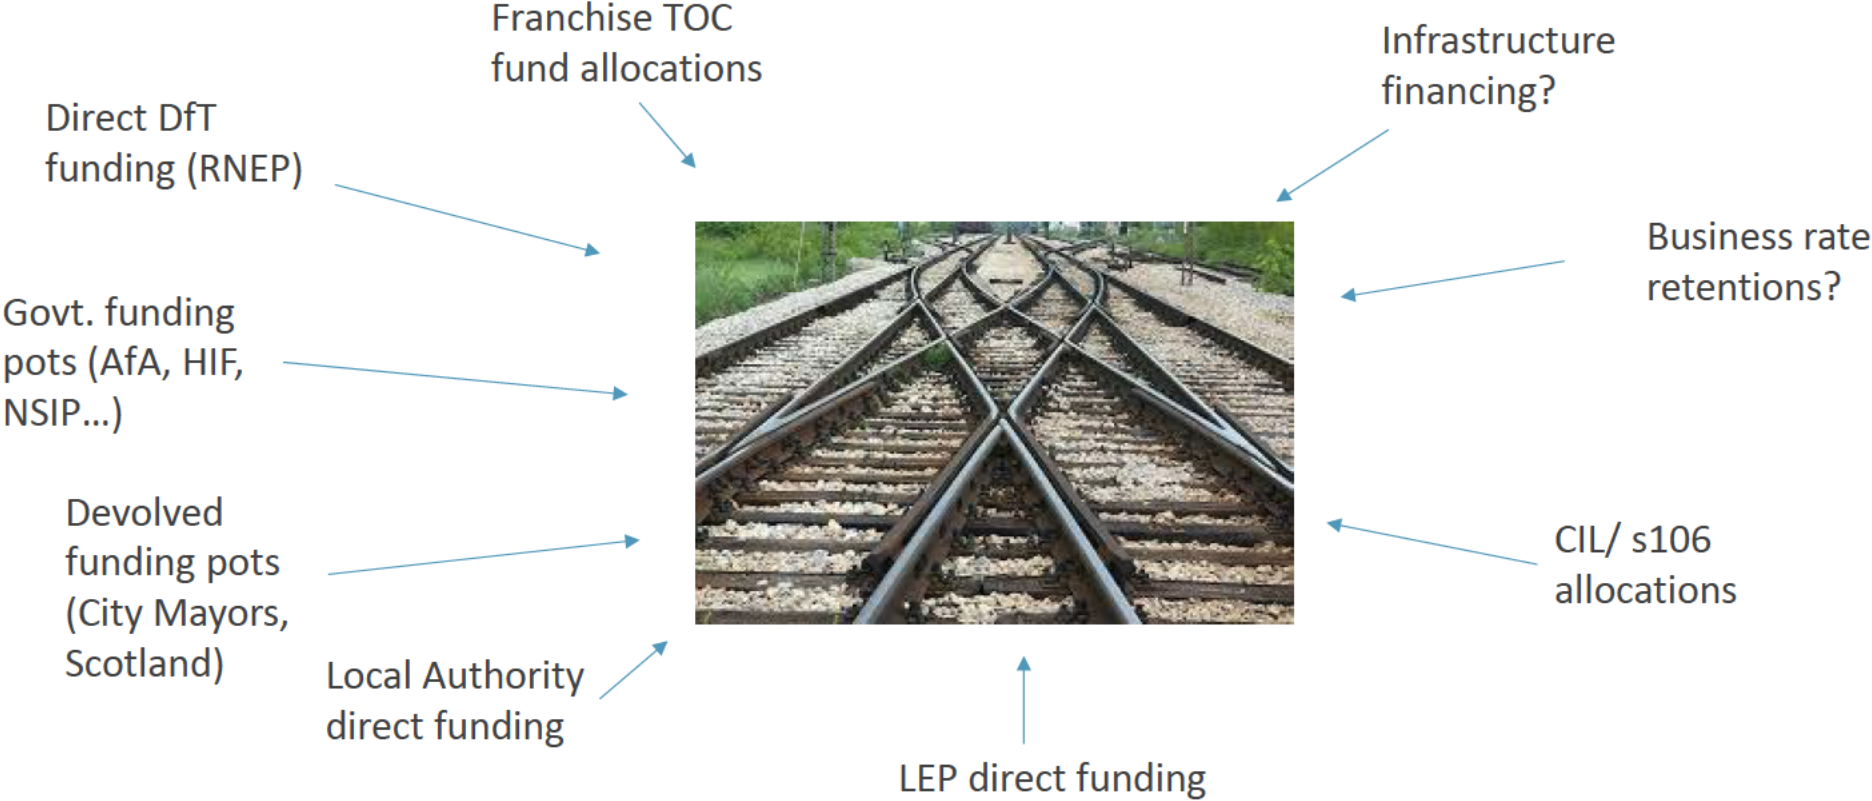 Franchise TOC
fund allocations
Infrastructure
financing?
Direct DfT
funding (RNEP)
Business rate
retentions?
Govt. funding
pots (AfA, HIF,
NSIP...)
Devolved
funding pots
(City Mayors,
Scotland)
CIL/ s106
allocations
Local Authority
direct funding
LEP direct funding